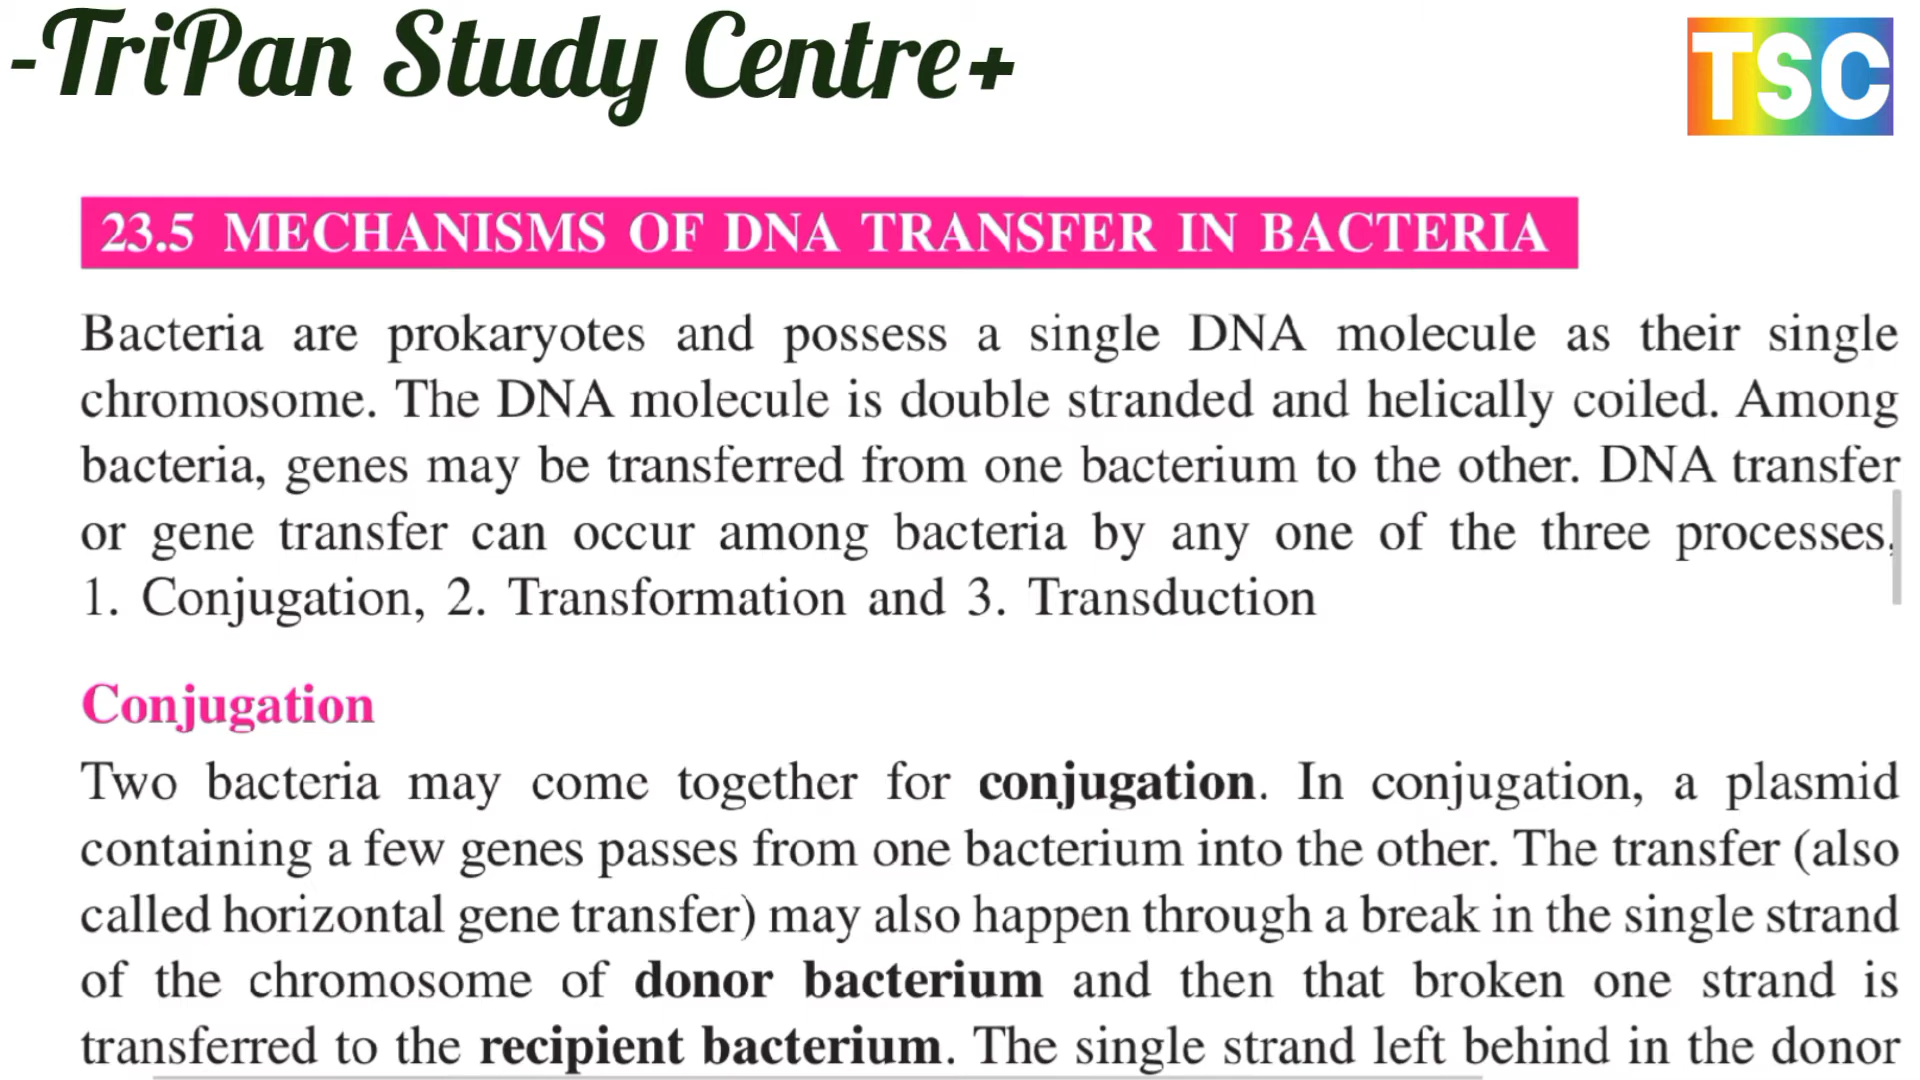 -TriPan Study Centre+
TSC
23.5 MECHANISMS OF DNA TRANSFER IN BACTERIA
Bacteria are prokaryotes and possess a single DNA molecule as their single
chromosome. The DNA molecule is double stranded and helically coiled. Among
bacteria, genes may be transferred from one bacterium to the other. DNA transfer
or gene transfer can occur among bacteria by any one of the three processes,
1. Conjugation, 2. Transformation and 3. Transduction
Conjugation
Two bacteria may come together for conjugation. In conjugation, a plasmid
containing a few genes passes from one bacterium into the other. The transfer (also
called horizontal gene transfer) may also happen through a break in the single strand
of the chromosome of donor bacterium and then that broken one strand is
transferred to the recipient bacterium. The single strand left behind in the donor